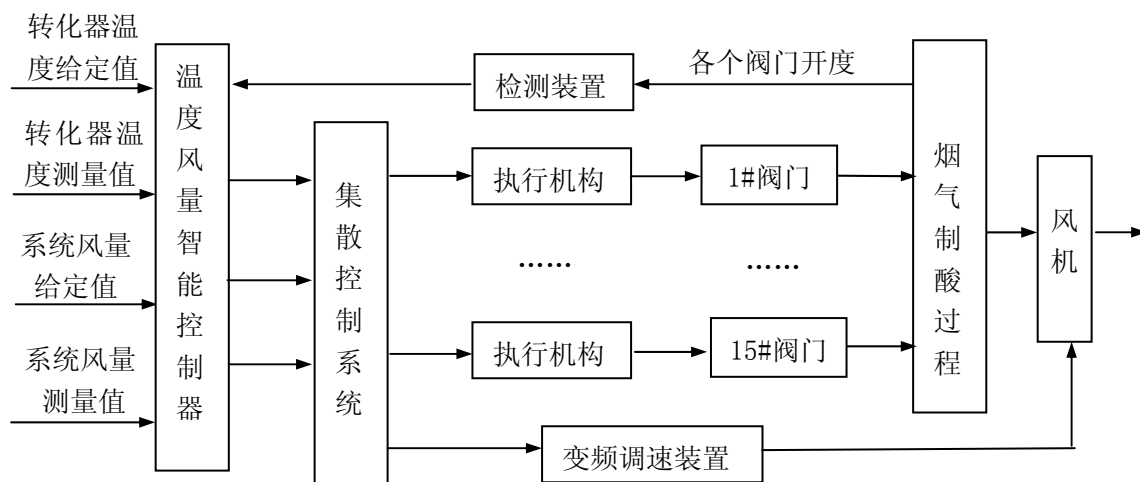 转化器温
度给定值
转化器温
度测量值
系统风量
给定值
系统风量
测量值
温度风量智能控制器
集散控制系统
检测装置
各个阀门开度
执行机构
1#阀门
……
……
执行机构
15#阀门
变频调速装置
烟气制酸过程
风机